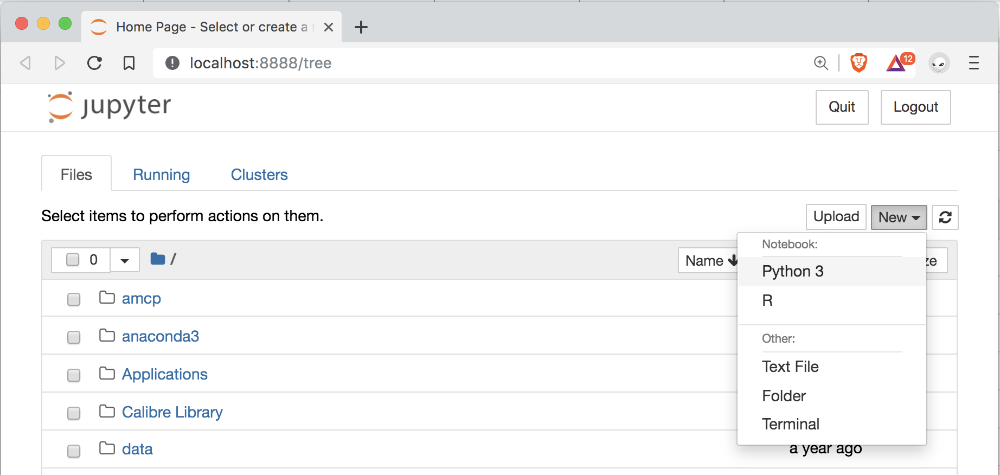 Home Page - Select or create a
localhost:8888/tree
12
jupyter
Quit
Logout
Files
Running
Clusters
Select items to perform actions on them.
Upload
New
0
/
Name
ze
Notebook:
Python 3
R
Other:
Text File
Folder
Terminal
amcp
anaconda3
Applications
Calibre Library
data
a year ago